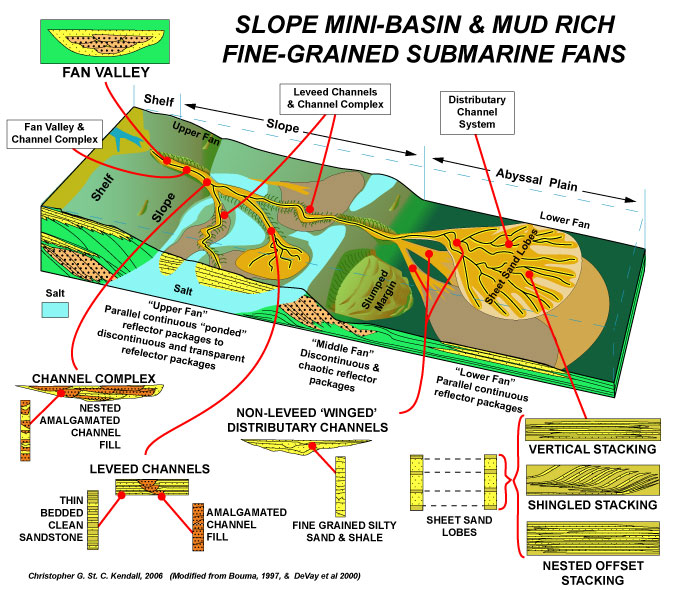 SLOPE MINI-BASIN & MUD RICH
FINE-GRAINED SUBMARINE FANS
FAN VALLEY
Leveed Channels
& Channel Complex
Distributary
Channel
System
Fan Valley &
Channel Complex
Shelf
Slope
Abyssal Plain
Upper Fan
Shelf
Slope
Lower Fan
Sheet Sand Lobes
Slumped
Margin
Salt
Salt
“Upper Fan”
Parallel continuous “ponded”
reflector packages to
discontinuous and transparent
refelector packages
“Middle Fan”
Discontinuous &
chaotic reflector
packages
“Lower Fan”
Parallel continuous
reflector packages
CHANNEL COMPLEX
NESTED
AMALGAMATED
CHANNEL
FILL
LEVEED CHANNELS
THIN
BEDDED
CLEAN
SANDSTONE
AMALGAMATED
CHANNEL
FILL
NON-LEVEED ‘WINGED’
DISTRIBUTARY CHANNELS
FINE GRAINED SILTY
SAND & SHALE
SHEET SAND
LOBES
VERTICAL STACKING
SHINGLED STACKING
NESTED OFFSET
STACKING
Christopher G. St. C. Kendall, 2006 (Modified from Bouma, 1997, & DeVay et al 2000)